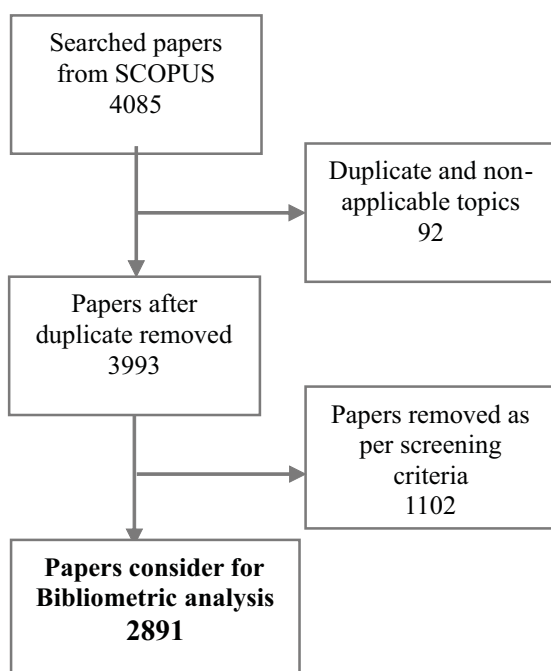 Searched papers
from SCOPUS
4085
Duplicate and non-
applicable topics
92
Papers after
duplicate removed
3993
Papers removed as
per screening
criteria
1102
Papers consider for
Bibliometric analysis
2891